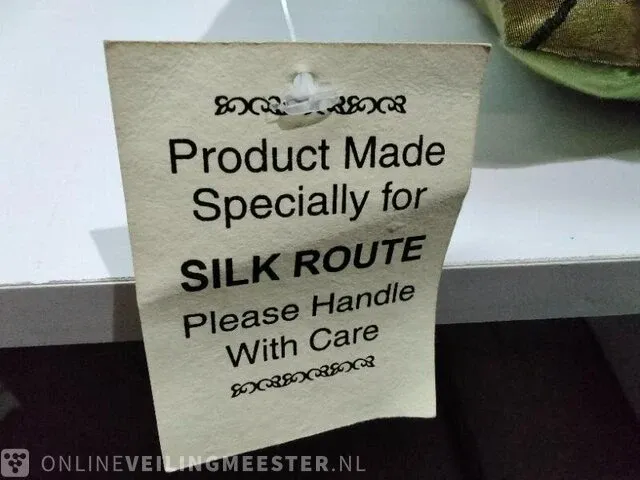 Product Made
Specially for
SILK ROUTE
Please Handle
With Care
ONLINEVEILINGMEESTER.NL